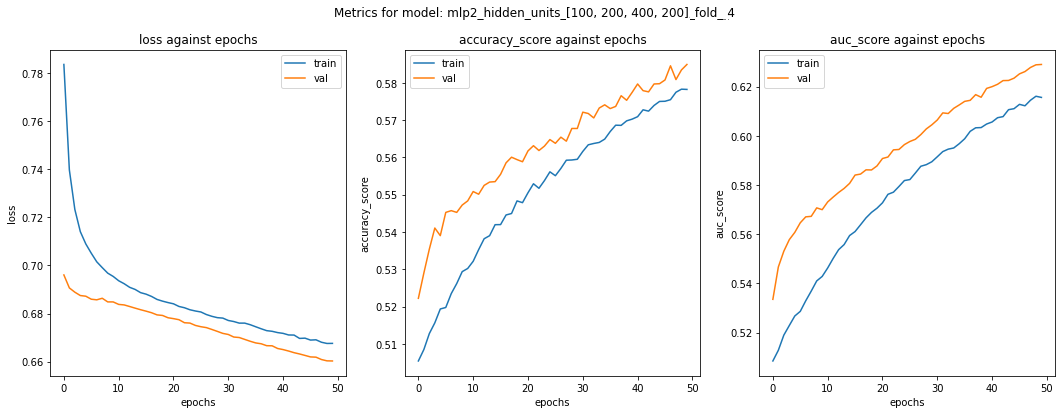 Metrics for model: mlp2_hidden_units_[100, 200, 400, 200]_fold_4
loss against epochs
train
val
0.78
0.76
0.74
0.72
0.70
0.68
0.66
loss
0 10 20 30 40 50
epochs
accuracy_score against epochs
train
val
0.58
0.57
0.56
0.55
0.54
0.53
0.52
0.51
accuracy_score
0 10 20 30 40 50
epochs
auc_score against epochs
train
val
0.62
0.60
0.58
0.56
0.54
0.52
auc_score
0 10 20 30 40 50
epochs